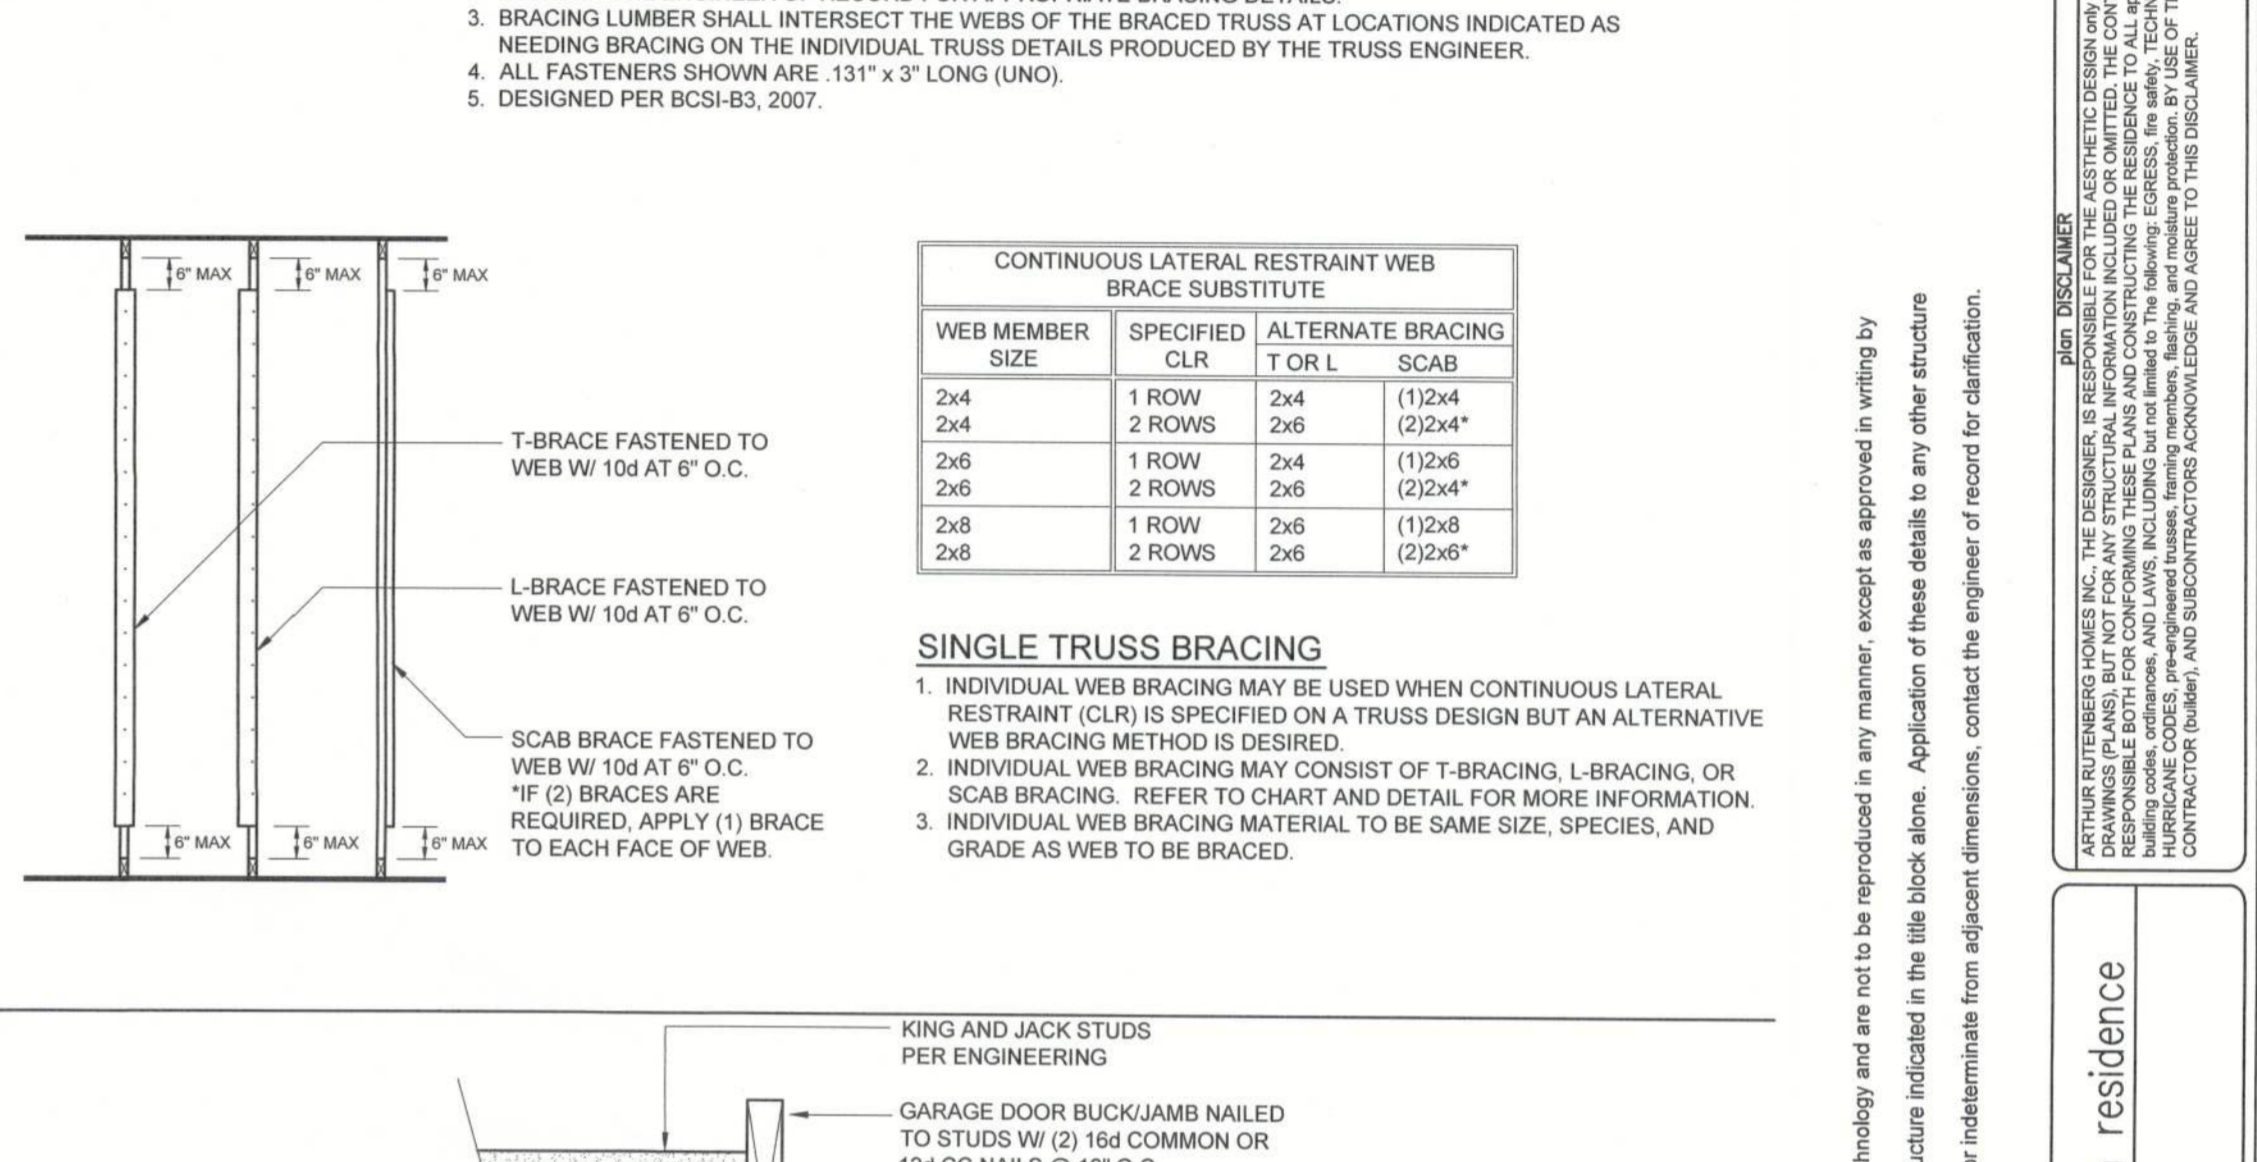 3. BRACING LUMBER SHALL INTERSECT THE WEBS OF THE BRACED TRUSS AT LOCATIONS INDICATED AS
NEEDING BRACING ON THE INDIVIDUAL TRUSS DETAILS PRODUCED BY THE TRUSS ENGINEER.
4. ALL FASTENERS SHOWN ARE .131" x 3" LONG (UNO).
5. DESIGNED PER BCSI-B3, 2007.
6" MAX 6" MAX 6" MAX
T-BRACE FASTENED TO
WEB W/ 10d AT 6" O.C.
L-BRACE FASTENED TO
WEB W/ 10d AT 6" O.C.
SCAB BRACE FASTENED TO
WEB W/ 10d AT 6" O.C.
*IF (2) BRACES ARE
REQUIRED, APPLY (1) BRACE
TO EACH FACE OF WEB.
6" MAX 6" MAX 6" MAX
CONTINUOUS LATERAL RESTRAINT WEB
BRACE SUBSTITUTE
WEB MEMBER SPECIFIED ALTERNATE BRACING
SIZE CLR T OR L SCAB
2x4 1 ROW 2x4 (1)2x4
2x4 2 ROWS 2x6 (2)2x4*
2x6 1 ROW 2x4 (1)2x6
2x6 2 ROWS 2x6 (2)2x4*
2x8 1 ROW 2x6 (1)2x8
2x8 2 ROWS 2x6 (2)2x6*
SINGLE TRUSS BRACING
1. INDIVIDUAL WEB BRACING MAY BE USED WHEN CONTINUOUS LATERAL
RESTRAINT (CLR) IS SPECIFIED ON A TRUSS DESIGN BUT AN ALTERNATIVE
WEB BRACING METHOD IS DESIRED.
2. INDIVIDUAL WEB BRACING MAY CONSIST OF T-BRACING, L-BRACING, OR
SCAB BRACING. REFER TO CHART AND DETAIL FOR MORE INFORMATION.
3. INDIVIDUAL WEB BRACING MATERIAL TO BE SAME SIZE, SPECIES, AND
GRADE AS WEB TO BE BRACED.
KING AND JACK STUDS
PER ENGINEERING
GARAGE DOOR BUCK/JAMB NAILED
TO STUDS W/ (2) 16d COMMON OR
hnology and are not to be reproduced in any manner, except as approved in writing by
ucture indicated in the title block alone. Application of these details to any other structure
or indeterminate from adjacent dimensions, contact the engineer of record for clarification.
plan DISCLAIMER
ARTHUR RUTENBERG HOMES INC., THE DESIGNER, IS RESPONSIBLE FOR THE AESTHETIC DESIGN only
DRAWINGS (PLANS), BUT NOT FOR ANY STRUCTURAL INFORMATION INCLUDED OR OMITTED. THE CON
RESPONSIBLE BOTH FOR CONFORMING THESE PLANS AND CONSTRUCTING THE RESIDENCE TO ALL ap
building codes, ordinances, AND LAWS, INCLUDING but not limited to The following: EGRESS, fire safety, TECHN
HURRICANE CODES, pre-engineered trusses, framing members, flashing, and moisture protection. BY USE OF T
CONTRACTOR (builder), AND SUBCONTRACTORS ACKNOWLEDGE AND AGREE TO THIS DISCLAIMER.
residence